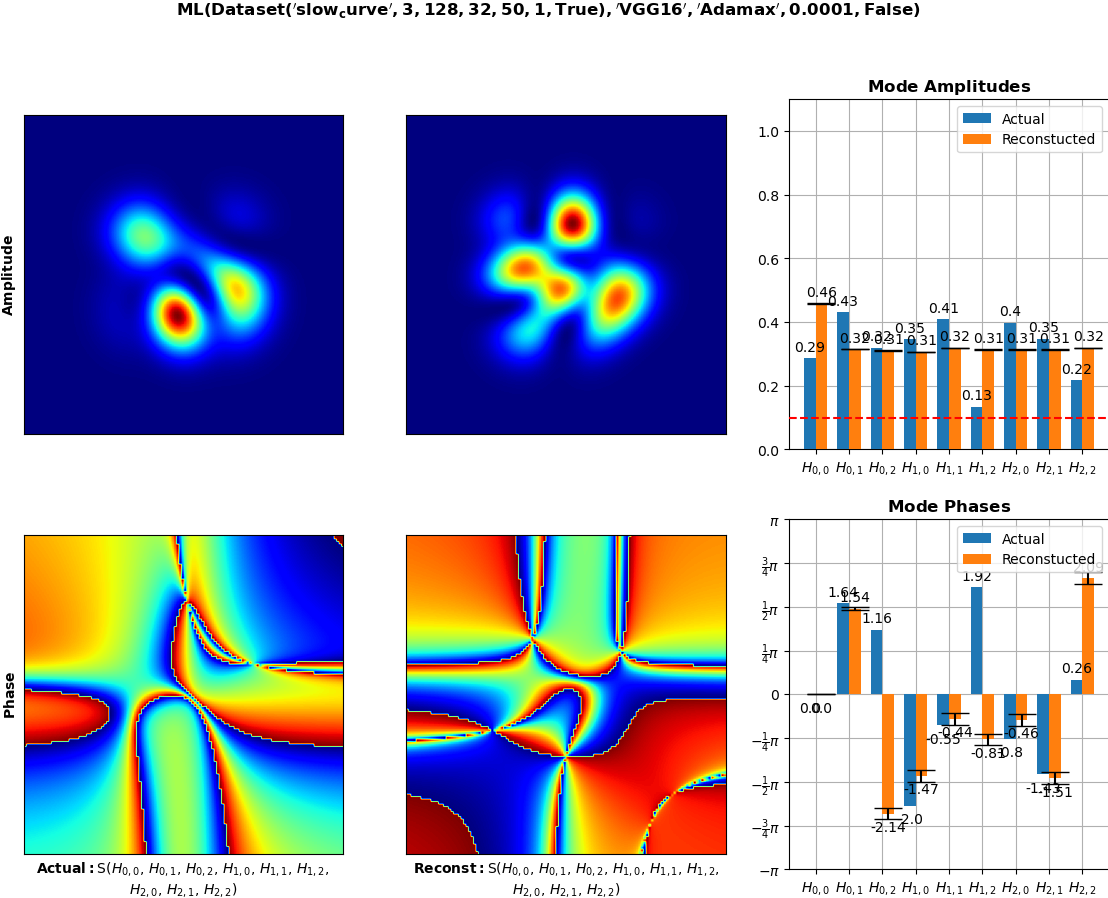 ML(Dataset('slow_curve', 3, 128, 32, 50, 1, True), 'VGG16', 'Adamax', 0.0001, False)
Amplitude
Mode Amplitudes
Actual
Reconstucted
1.0
0.8
0.6
0.4
0.2
0.0
0.29
0.46
0.43
0.32
0.32
0.31
0.35
0.31
0.41
0.32
0.13
0.31
0.4
0.31
0.35
0.31
0.22
0.32
H0,0 H0,1 H0,2 H1,0 H1,1 H1,2 H2,0 H2,1 H2,2
Phase
Mode Phases
Actual
Reconstucted
π
3/4π
1/2π
1/4π
0
−1/4π
−1/2π
−3/4π
−π
0.0
0.0
1.64
1.54
1.16
-2.14
-2.0
-1.47
-0.55
-0.44
1.92
-0.81
-0.8
-0.46
-1.43
-1.51
0.26
H0,0 H0,1 H0,2 H1,0 H1,1 H1,2 H2,0 H2,1 H2,2
Actual: S(H0,0, H0,1, H0,2, H1,0, H1,1, H1,2,
H2,0, H2,1, H2,2)
Reconst: S(H0,0, H0,1, H0,2, H1,0, H1,1, H1,2,
H2,0, H2,1, H2,2)